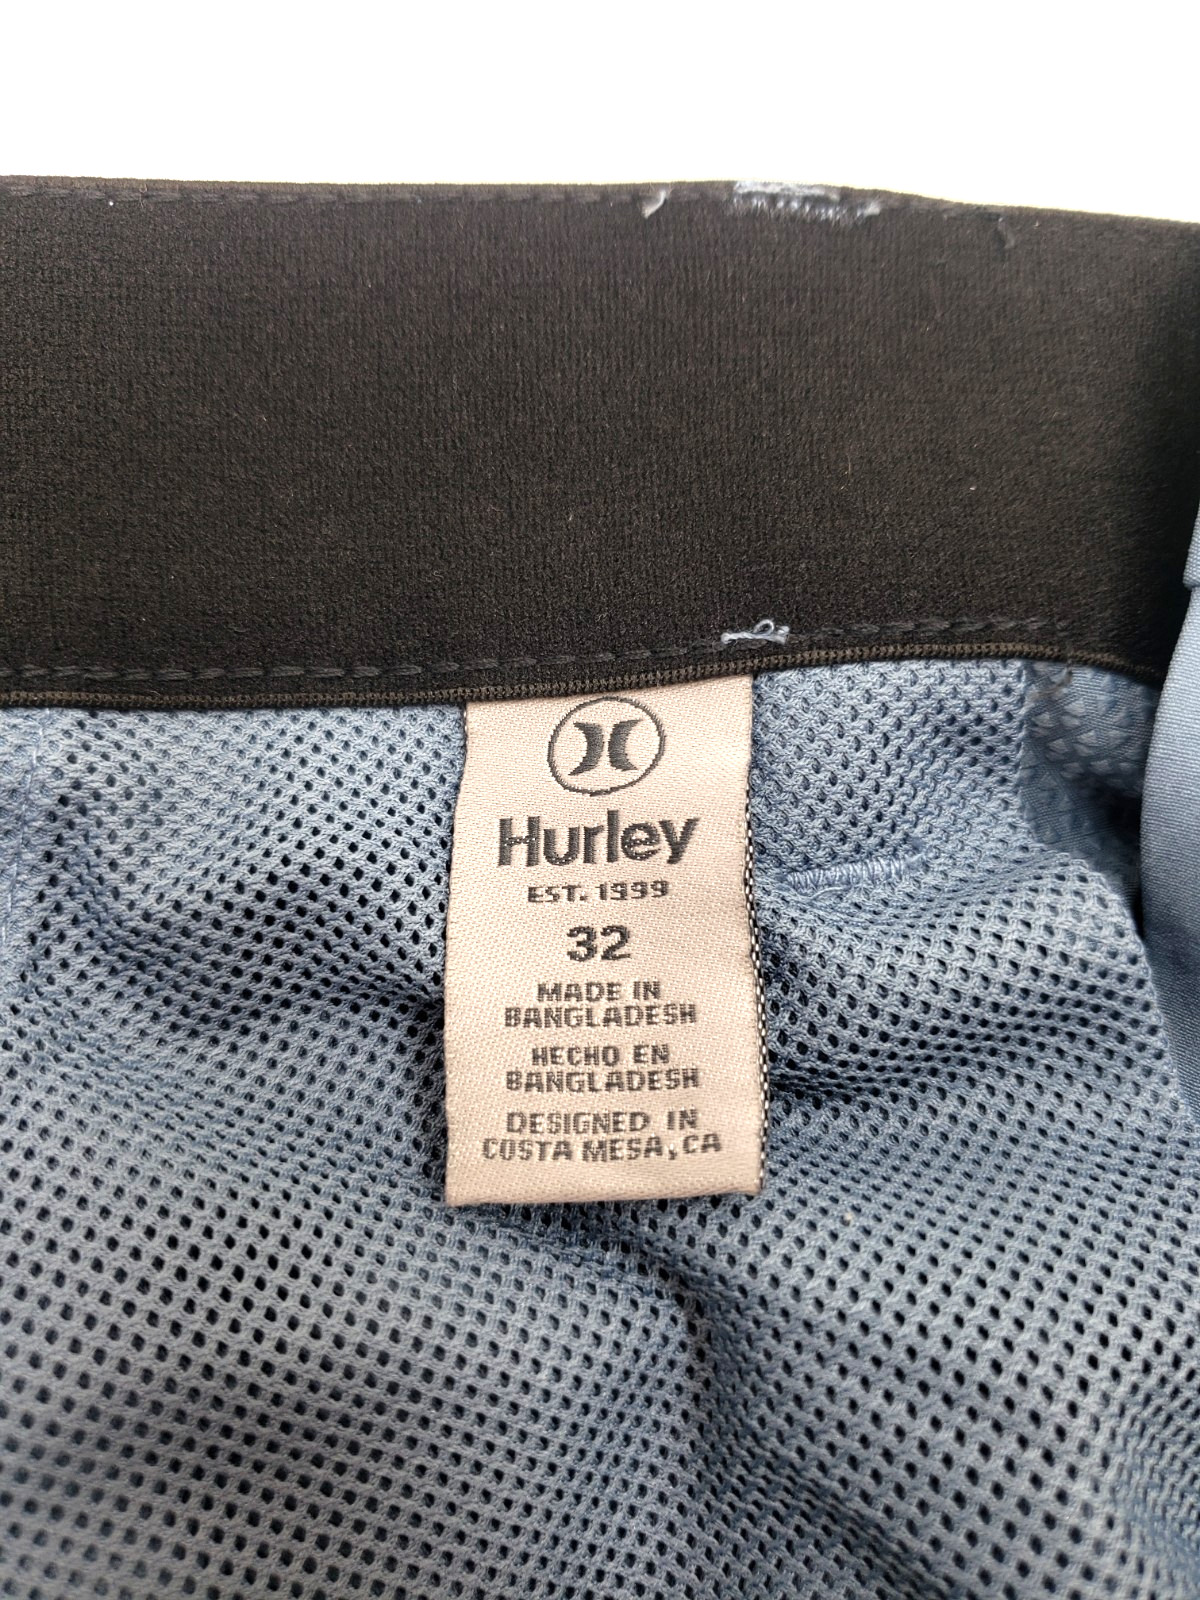 Hurley
EST. 1999
32
MADE IN
BANGLADESH
HECHO EN
BANGLADESH
DESIGNED IN
COSTA MESA, CA